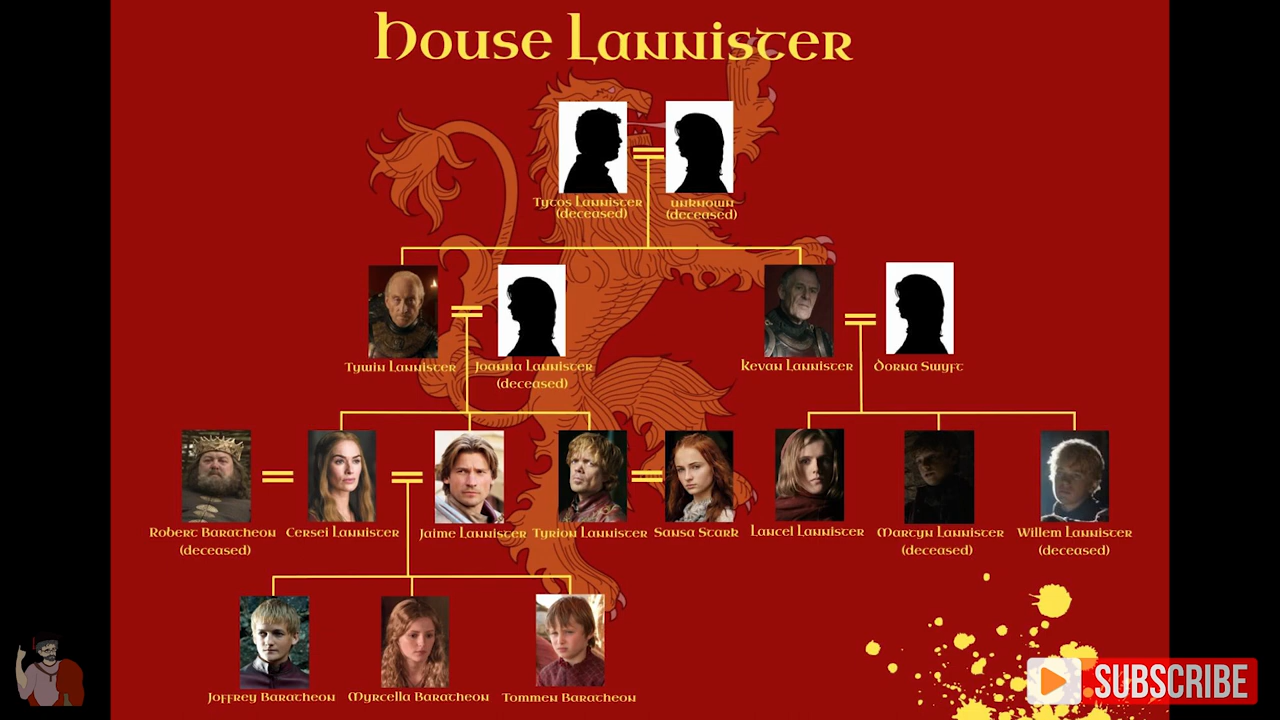 House Lannister
Tytos Lannister
(deceased)
unknown
(deceased)
Tywin Lannister
Joanna Lannister
(deceased)
Kevan Lannister
Dorna Swyft
Robert Baratheon
(deceased)
Cersei Lannister
Jaime Lannister
Tyrion Lannister
Sansa Stark
Lancel Lannister
Martyn Lannister
(deceased)
Willem Lannister
(deceased)
Joffrey Baratheon
Myrcella Baratheon
Tommen Baratheon
SUBSCRIBE